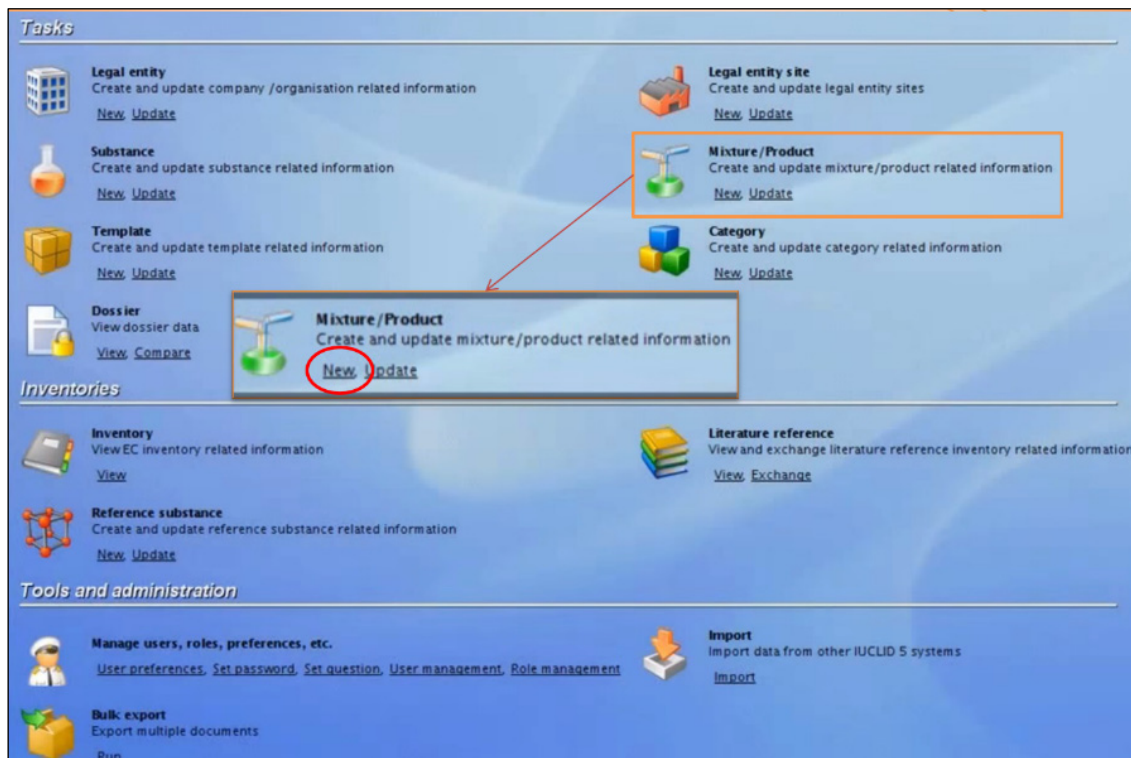 Tasks
Legal entity
Create and update company /organisation related information
New, Update
Legal entity site
Create and update legal entity sites
New, Update
Substance
Create and update substance related information
New, Update
Mixture/Product
Create and update mixture/product related information
New, Update
Template
Create and update template related information
New, Update
Category
Create and update category related information
New, Update
Dossier
View dossier data
View, Compare
Mixture/Product
Create and update mixture/product related information
New, Update
Inventories
Inventory
View EC inventory related information
View
Literature reference
View and exchange literature reference inventory related information
View, Exchange
Reference substance
Create and update reference substance related information
New, Update
Tools and administration
Manage users, roles, preferences, etc.
User preferences, Set password, Set question, User management, Role management
Import
Import data from other IUCLID 5 systems
Import
Bulk export
Export multiple documents
Run